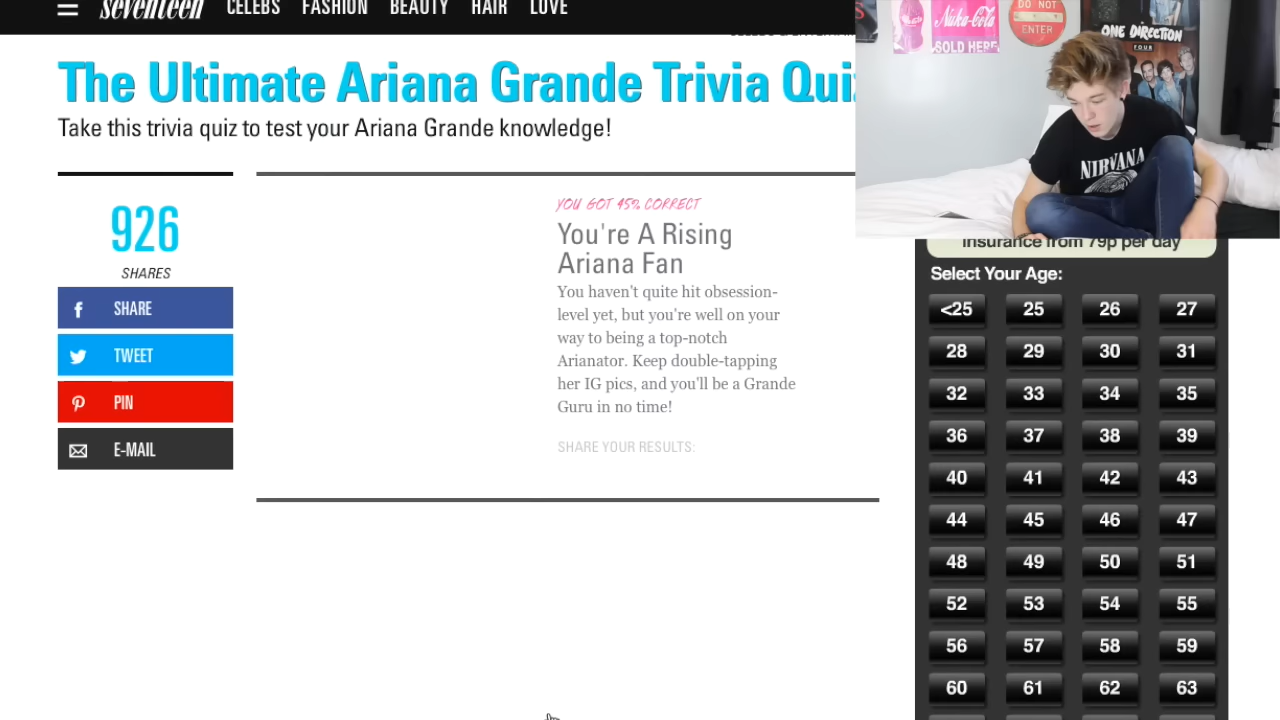 seventeen CELEBS FASHION BEAUTY HAIR LOVE
The Ultimate Ariana Grande Trivia Qui
Take this trivia quiz to test your Ariana Grande knowledge!
926
SHARES
SHARE
TWEET
PIN
E-MAIL
YOU GOT 45% CORRECT
You're A Rising
Ariana Fan
You haven't quite hit obsession-
level yet, but you're well on your
way to being a top-notch
Arianator. Keep double-tapping
her IG pics, and you'll be a Grande
Guru in no time!
SHARE YOUR RESULTS:
Nuka-Cola
SOLD HERE
DO NOT
ENTER
ONE DIRECTION
FOUR
NIRVANA
insurance from 79p per day
Select Your Age:
<25 25 26 27
28 29 30 31
32 33 34 35
36 37 38 39
40 41 42 43
44 45 46 47
48 49 50 51
52 53 54 55
56 57 58 59
60 61 62 63